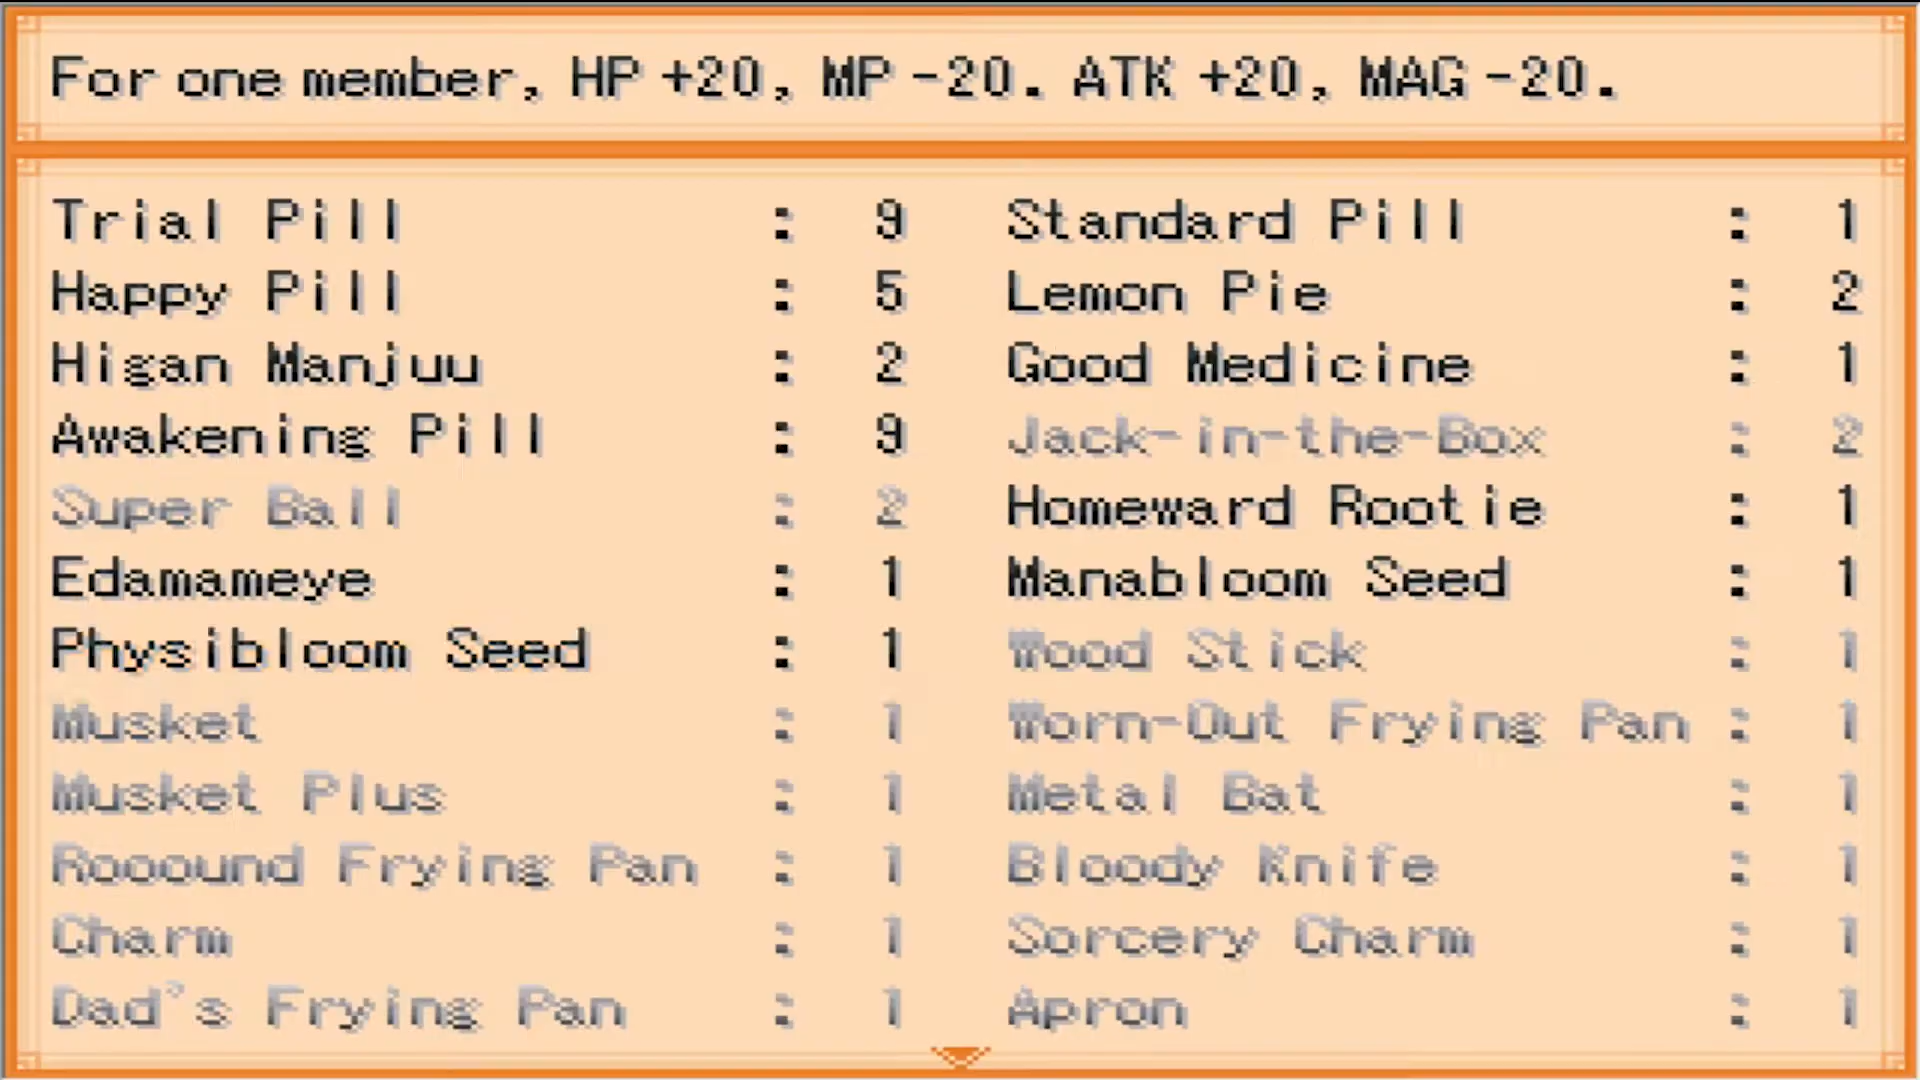 For one member, HP +20, MP -20. ATK +20, MAG -20.
Trial Pill : 9 Standard Pill : 1
Happy Pill : 5 Lemon Pie : 2
Higan Manjuu : 2 Good Medicine : 1
Awakening Pill : 9 Jack-in-the-Box : 2
Super Ball : 2 Homeward Rootie : 1
Edamameye : 1 Manabloom Seed : 1
Physibloom Seed : 1 Wood Stick : 1
Musket : 1 Worn-Out Frying Pan : 1
Musket Plus : 1 Metal Bat : 1
Rooound Frying Pan : 1 Bloody Knife : 1
Charm : 1 Sorcery Charm : 1
Dad's Frying Pan : 1 Apron : 1